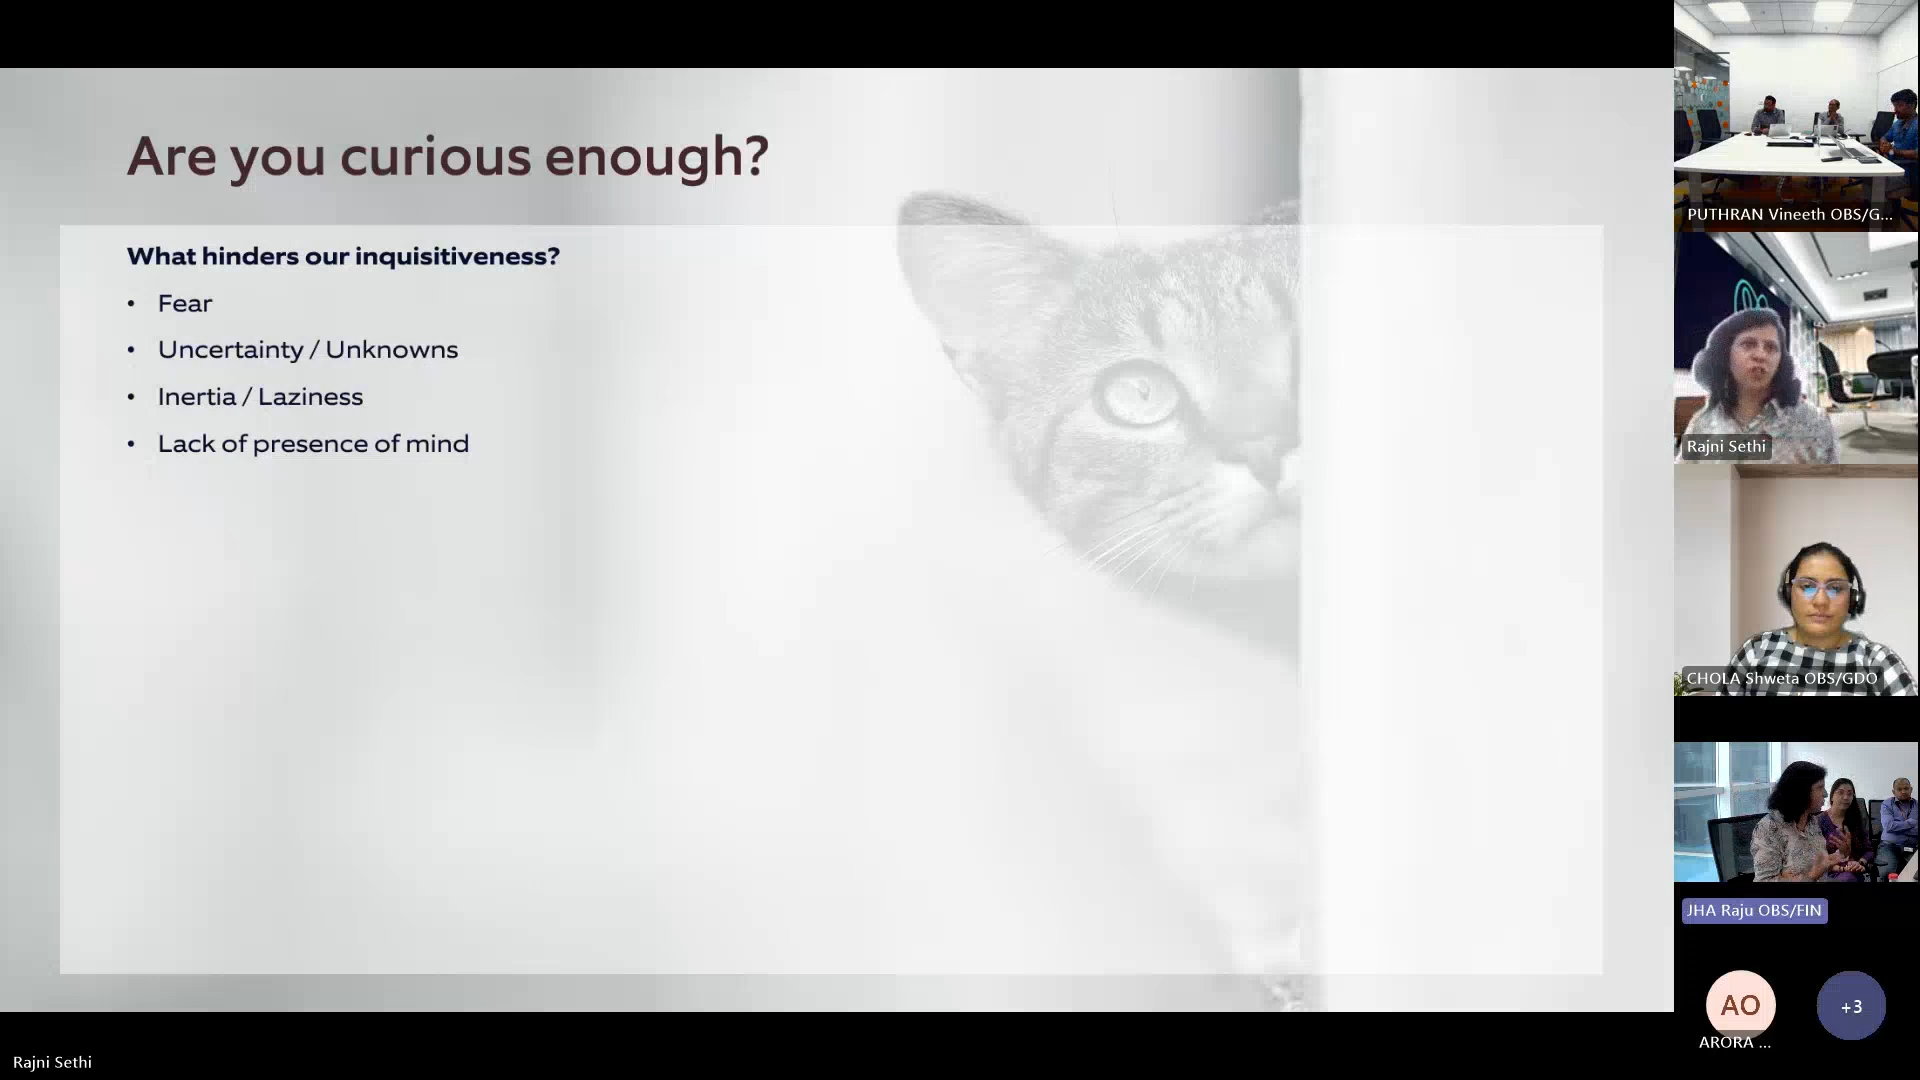 Are you curious enough?
What hinders our inquisitiveness?
• Fear
• Uncertainty / Unknowns
• Inertia / Laziness
• Lack of presence of mind
PUTHRAN Vineeth OBS/G...
Rajni Sethi
CHOLA Shweta OBS/GDO
JHA Raju OBS/FIN
AO
ARORA ...
+3
Rajni Sethi